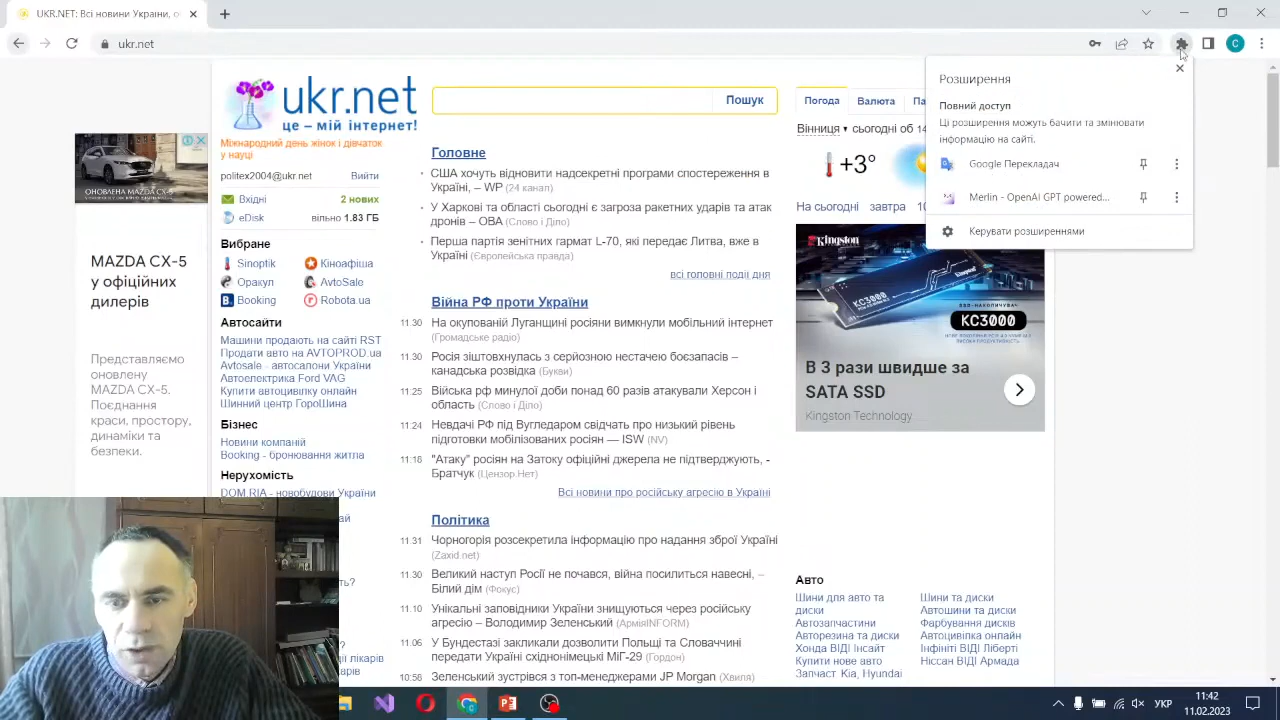 UKR.NET: Всі новини України, о
ukr.net
C
ukr.net
це – мій інтернет!
Міжнародний день жінок і дівчаток
у науці
politex2004@ukr.net Вийти
Вхідні 2 нових
eDisk вільно 1.83 ГБ
Вибране
Sinoptik Кіноафіша
Оракул AvtoSale
Booking Robota.ua
Автосайти
Машини продають на сайті RST
Продати авто на AVTOPROD.ua
Avtosale - автосалони України
Автоелектрика Ford VAG
Купити автоцивілку онлайн
Шинний центр ГороШина
Бізнес
Новини компаній
Booking - бронювання житла
Нерухомість
DOM.RIA - новобудови України
ОНОВЛЕНА MAZDA CX-5
MAZDA CX-5
у офіційних
дилерів
Представляємо
оновлену
MAZDA CX-5.
Поєднання
краси, простору,
динаміки та
безпеки.
Пошук
Головне
США хочуть відновити надсекретні програми спостереження в
Україні, – WP (24 канал)
У Харкові та області сьогодні є загроза ракетних ударів та атак
дронів – ОВА (Слово і Діло)
Перша партія зенітних гармат L-70, які передає Литва, вже в
Україні (Європейська правда)
всі головні події дня
Війна РФ проти України
11.30 На окупованій Луганщині росіяни вимкнули мобільний інтернет
(Громадське радіо)
11.30 Росія зіштовхнулась з серйозною нестачею боєзапасів –
канадська розвідка (Букви)
11:25 Війська рф минулої доби понад 60 разів атакували Херсон і
область (Слово і Діло)
11:24 Невдачі РФ під Вугледаром свідчать про низький рівень
підготовки мобілізованих росіян — ISW (NV)
11:18 "Атаку" росіян на Затоку офіційні джерела не підтверджують, -
Братчук (Цензор.Нет)
Всі новини про російську агресію в Україні
Політика
11:31 Чорногорія розсекретила інформацію про надання зброї Україні
(Zaxid.net)
11.30 Великий наступ Росії не почався, війна посилиться навесні, –
Білий дім (Фокус)
11.10 Унікальні заповідники України знищуються через російську
агресію – Володимир Зеленський (АрміяINFORM)
11.06 У Бундестазі закликали дозволити Польщі та Словаччині
передати Україні східнонімецькі МіГ-29 (Гордон)
10:56 Зеленський зустрівся з топ-менеджерами JP Morgan (Хвиля)
Погода Валюта Па
Вінниця сьогодні об 14
+3°
На сьогодні завтра 10
Розширення
Повний доступ
Ці розширення можуть бачити та змінювати
інформацію на сайті.
Google Перекладач
Merlin - OpenAI GPT powered...
Керувати розширеннями
Kingston
KC3000
KC3000
В 3 рази швидше за
SATA SSD
Kingston Technology
Авто
Шини для авто та
диски
Автозапчастини
Авторезина та диски
Хонда ВІДІ Інсайт
Купити нове авто
Запчаст. Kia, Hyundai
Шини та диски
Автошини та диски
Фарбування дисків
Автоцивілка онлайн
Інфініті ВІДІ Ліберті
Ніссан ВІДІ Армада
УКР
11:42
11.02.2023